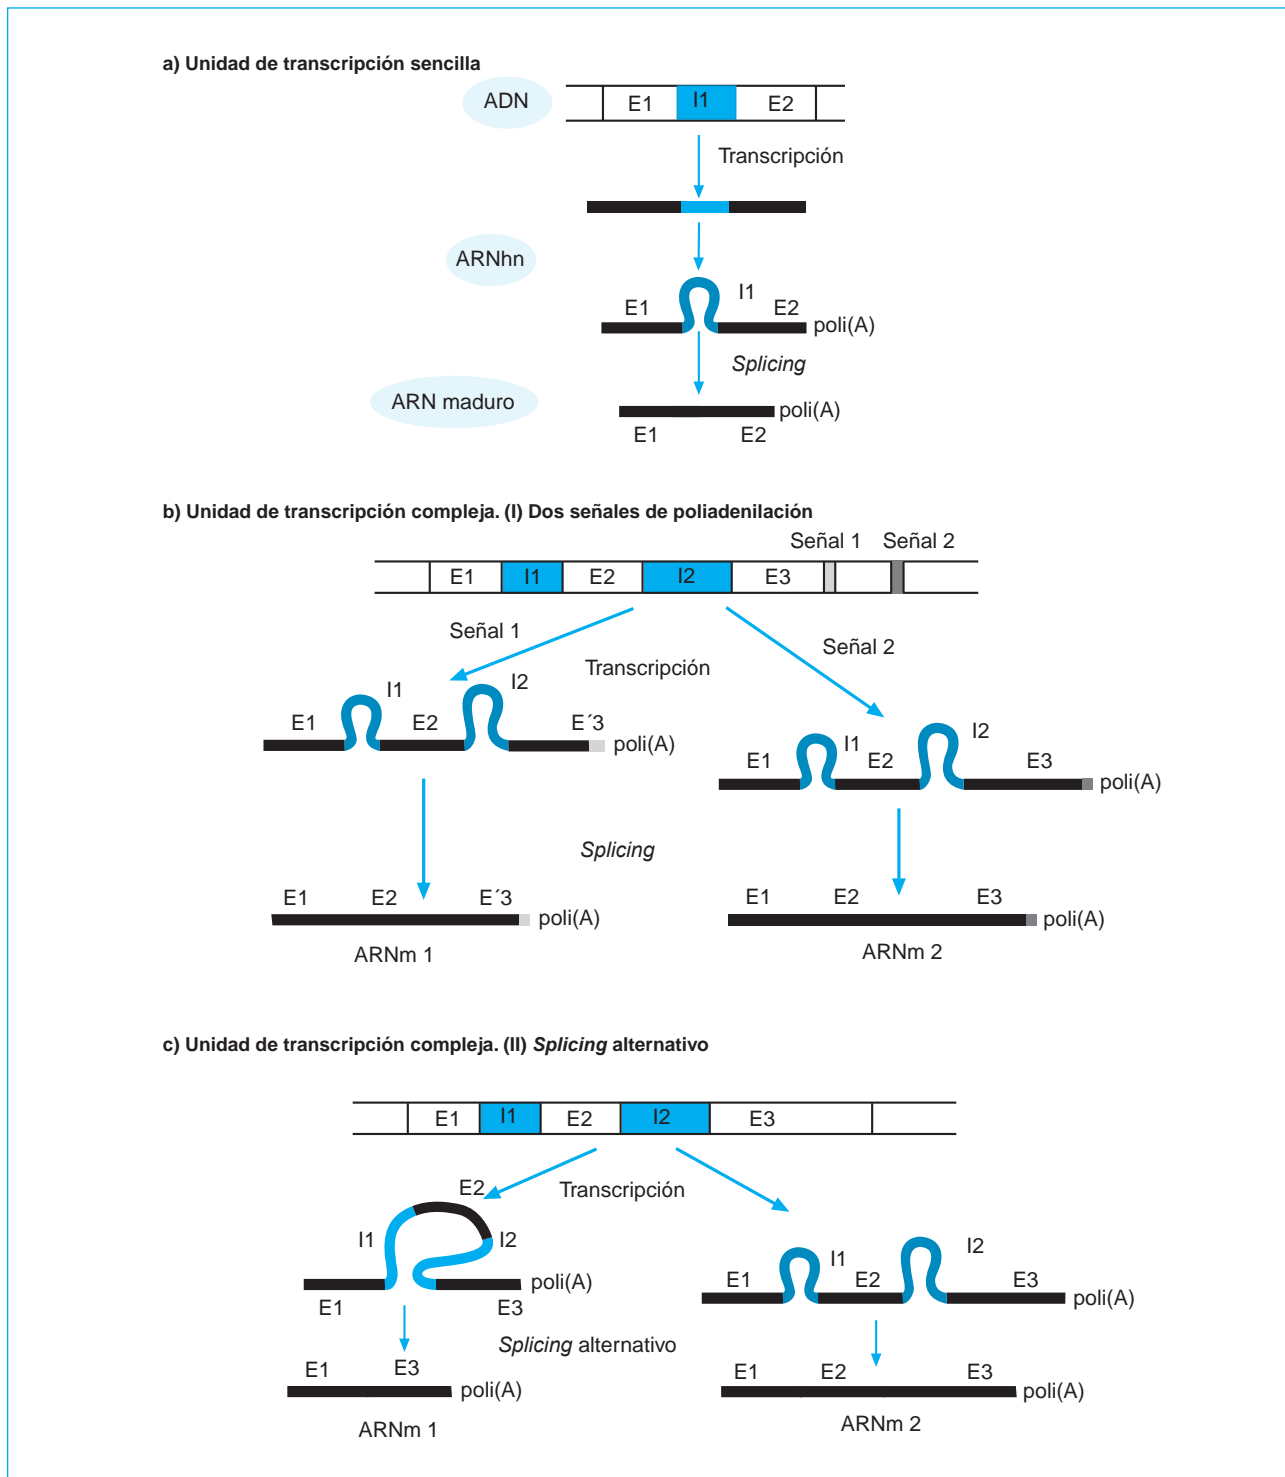 a) Unidad de transcripción sencilla
ADN
E1 I1 E2
Transcripción
ARNhn
E1 I1 E2 poli(A)
Splicing
ARN maduro
poli(A)
E1 E2
b) Unidad de transcripción compleja. (I) Dos señales de poliadenilación
Señal 1 Señal 2
E1 I1 E2 I2 E3
Señal 1
Señal 2
Transcripción
E1 I1 E2 I2 E´3 poli(A)
E1 I1 E2 I2 E3 poli(A)
Splicing
E1 E2 E´3 poli(A)
ARNm 1
E1 E2 E3 poli(A)
ARNm 2
c) Unidad de transcripción compleja. (II) Splicing alternativo
E1 I1 E2 I2 E3
Transcripción
E2
I1 I2
poli(A)
E1 E3
E1 I1 E2 I2 E3 poli(A)
Splicing alternativo
E1 E3 poli(A)
ARNm 1
E1 E2 E3 poli(A)
ARNm 2